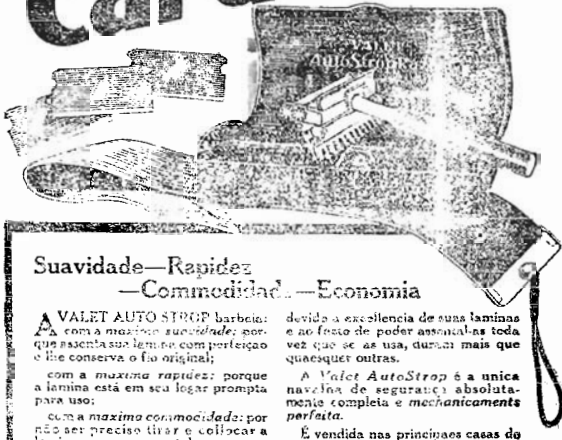 VALET
AutoStrop
Suavidade—Rapidez
—Commodidade—Economia
A VALET AUTO STROP barbeia:
com a maxima suavidade: por-
que assenta sua lamina com perfeição
e lhe conserva o fio original;
com a maxima rapidez: porque
a lamina está em seu logar prompta
para uso;
com a maxima commodidade: por
não ser preciso tirar e collocar a
devido a excellencia de suas laminas
e ao facto de poder assental-as toda
vez que se as usa, duram mais que
quaesquer outras.
A Valet AutoStrop é a unica
navalha de segurança absoluta-
mente completa e mechanicamente
perfeita.
É vendida nas principaes casas do